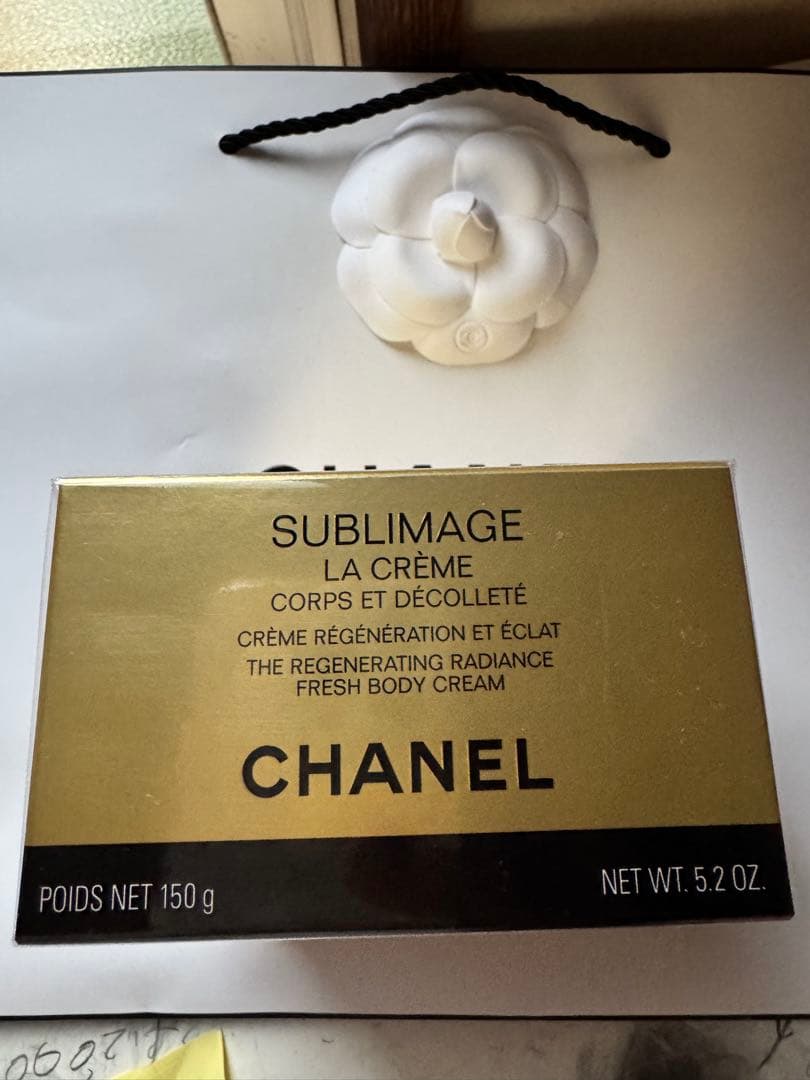 SUBLIMAGE
LA CRÈME
CORPS ET DÉCOLLETÉ
CRÈME RÉGÉNÉRATION ET ÉCLAT
THE REGENERATING RADIANCE
FRESH BODY CREAM
CHANEL
POIDS NET 150 g
NET WT. 5.2 OZ.